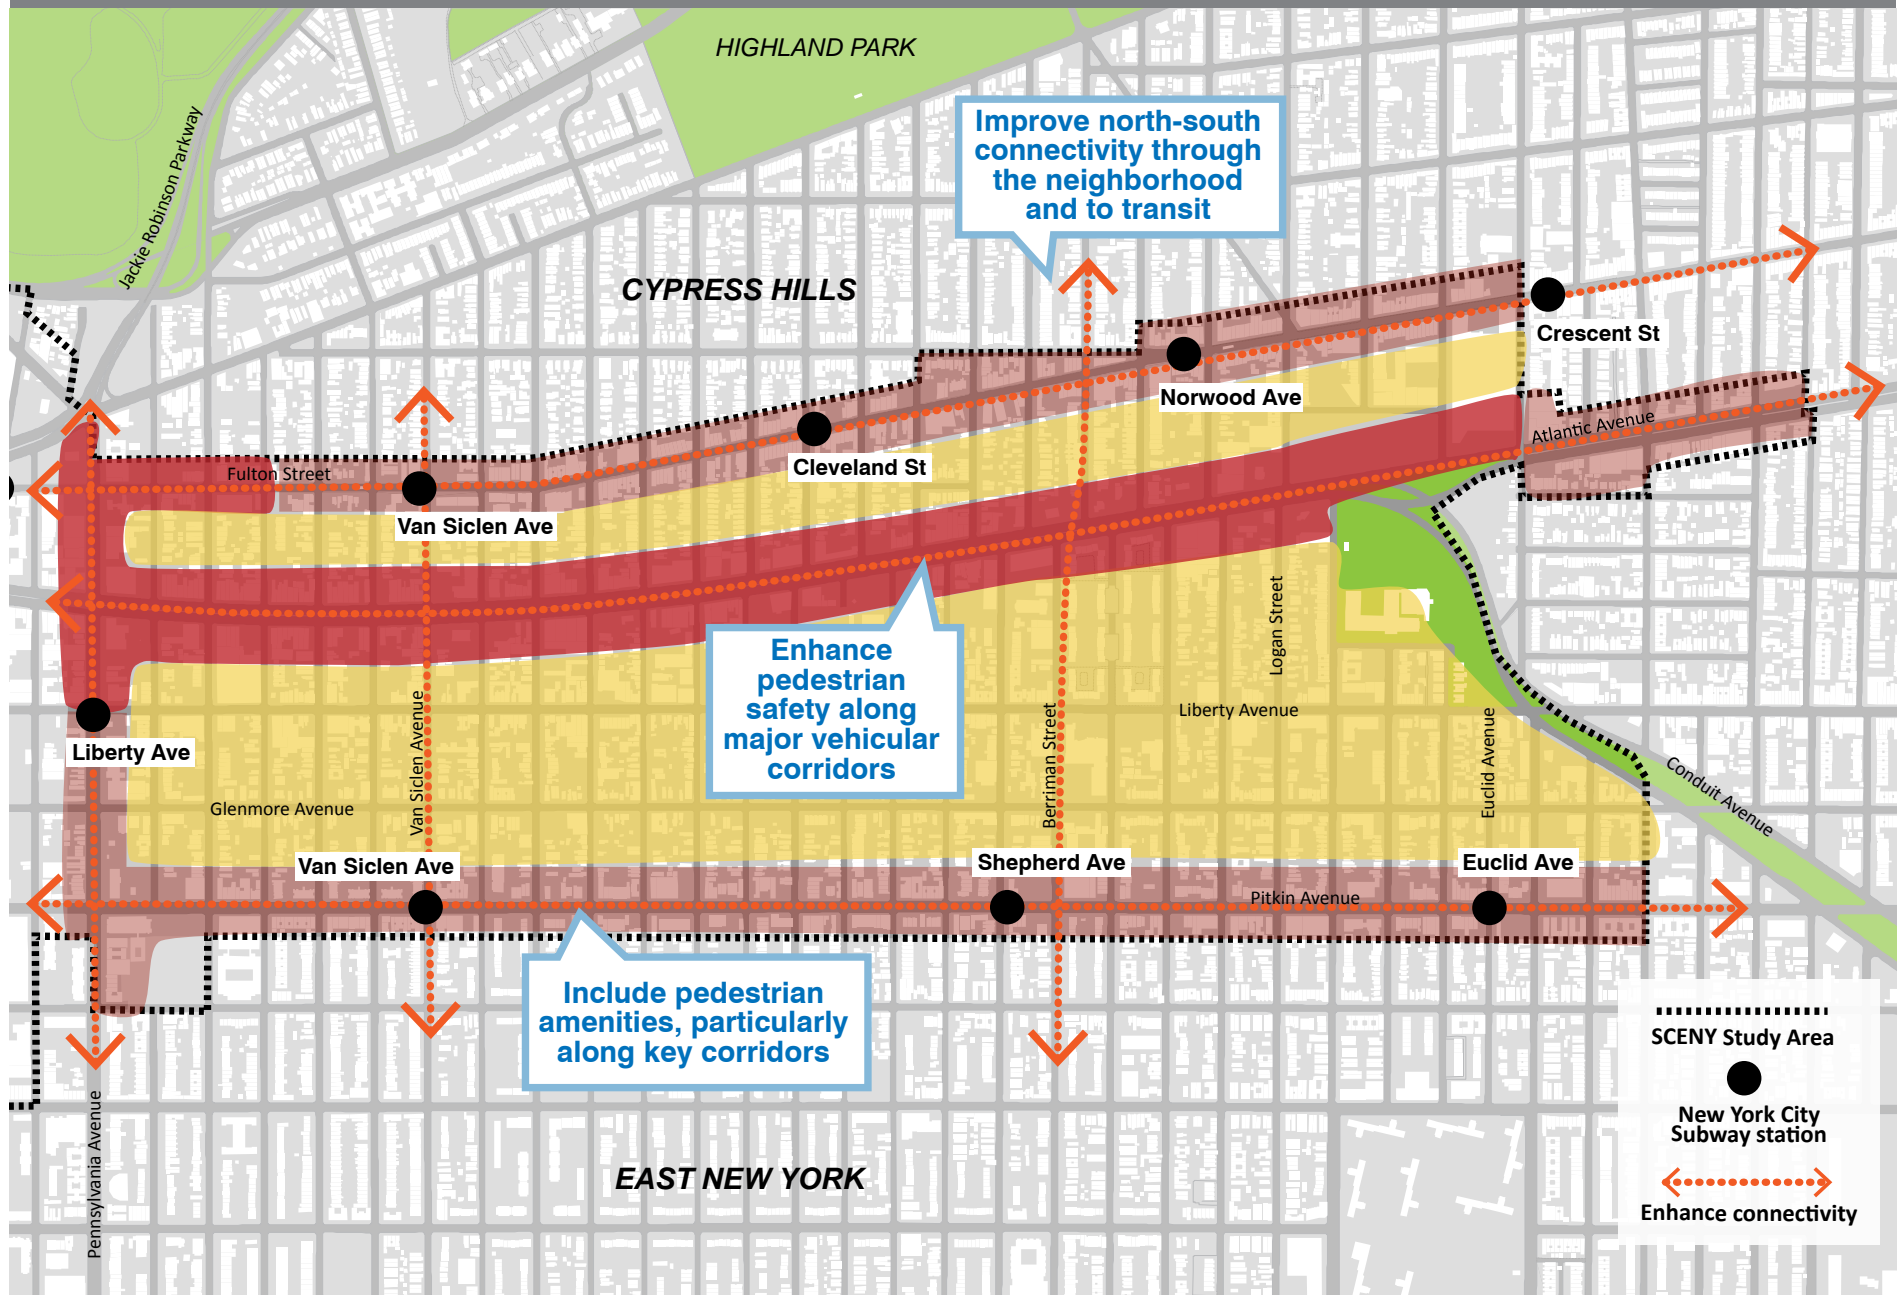 HIGHLAND PARK
Jackie Robinson Parkway
Improve north-south
connectivity through
the neighborhood
and to transit
CYPRESS HILLS
Crescent St
Norwood Ave
Atlantic Avenue
Cleveland St
Fulton Street
Van Siclen Ave
Enhance
pedestrian
safety along
major vehicular
corridors
Logan Street
Liberty Avenue
Liberty Ave
Van Siclen Avenue
Berriman Street
Euclid Avenue
Conduit Avenue
Glenmore Avenue
Van Siclen Ave
Shepherd Ave
Euclid Ave
Pitkin Avenue
Include pedestrian
amenities, particularly
along key corridors
Pennsylvania Avenue
EAST NEW YORK
SCENY Study Area
New York City
Subway station
Enhance connectivity